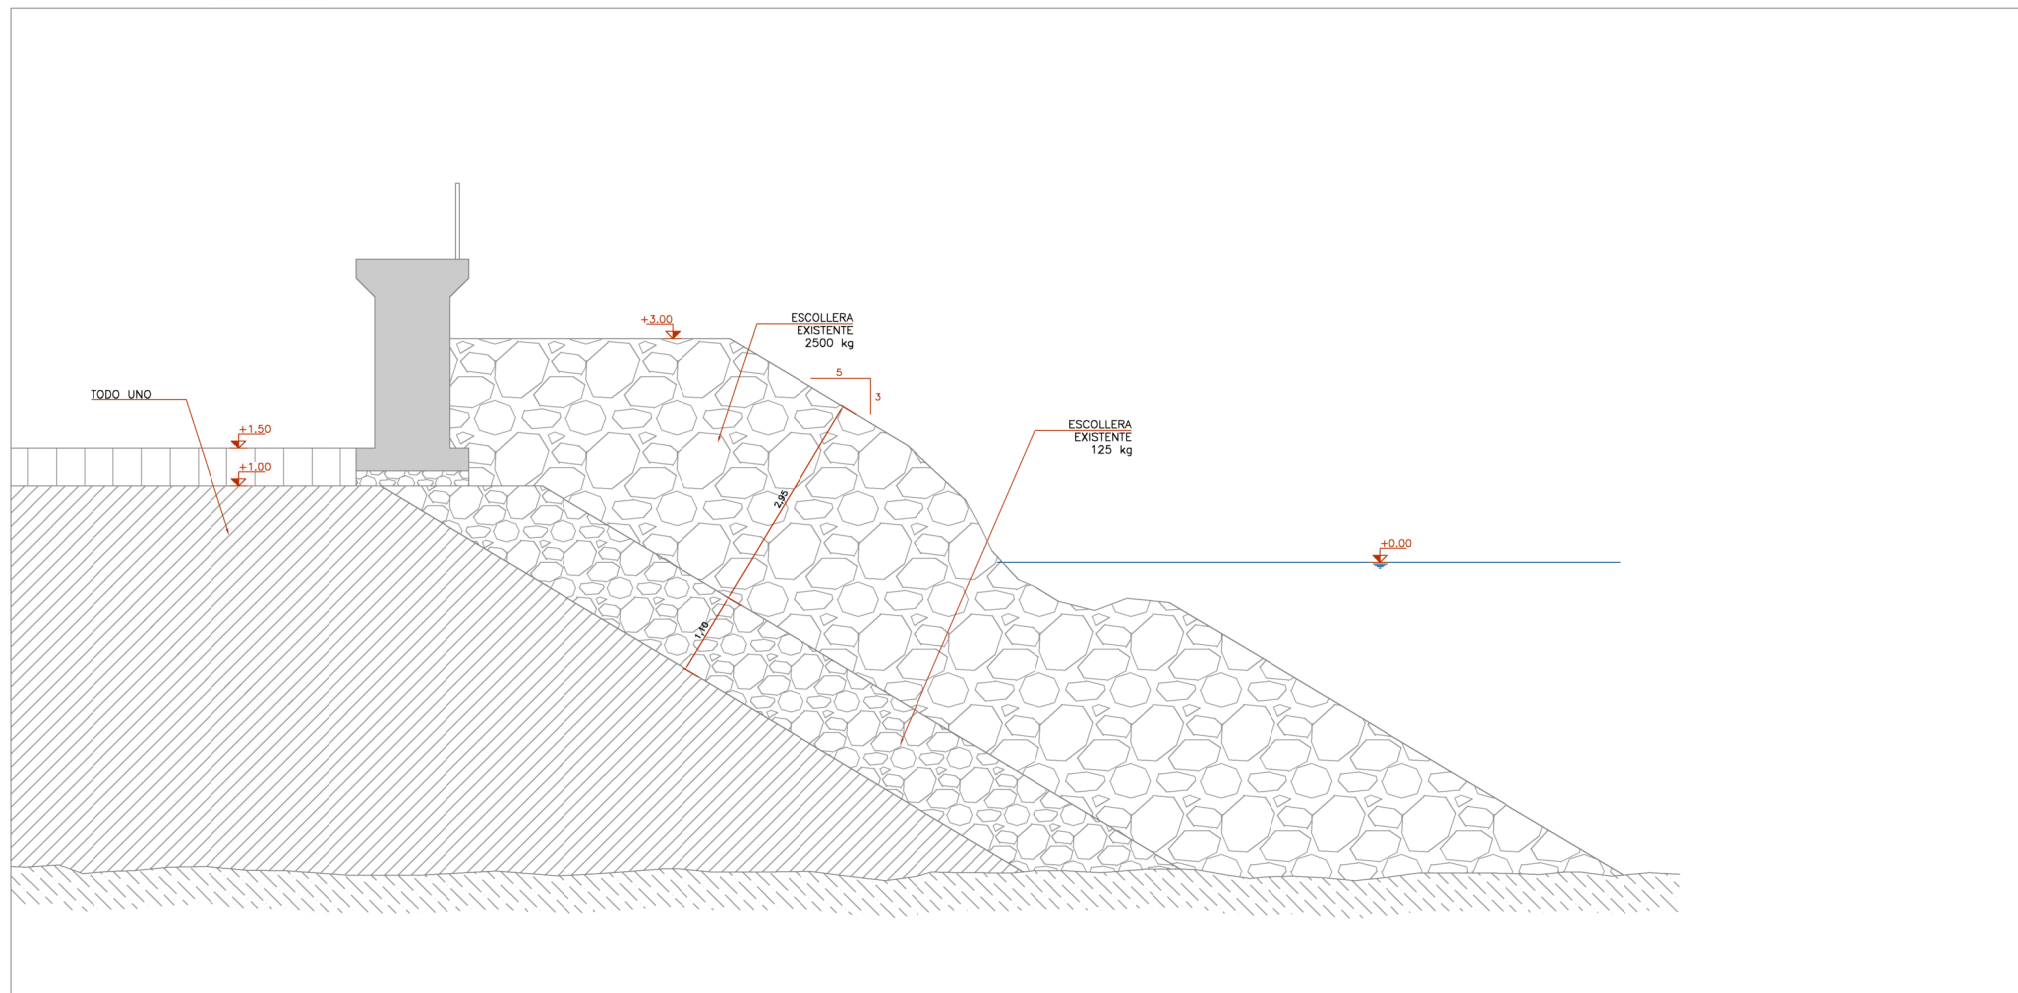 +3.00
ESCOLLERA
EXISTENTE
2500 kg
5
3
TODO UNO
+1.50
+1.00
ESCOLLERA
EXISTENTE
125 kg
2,95
+0.00
1,10